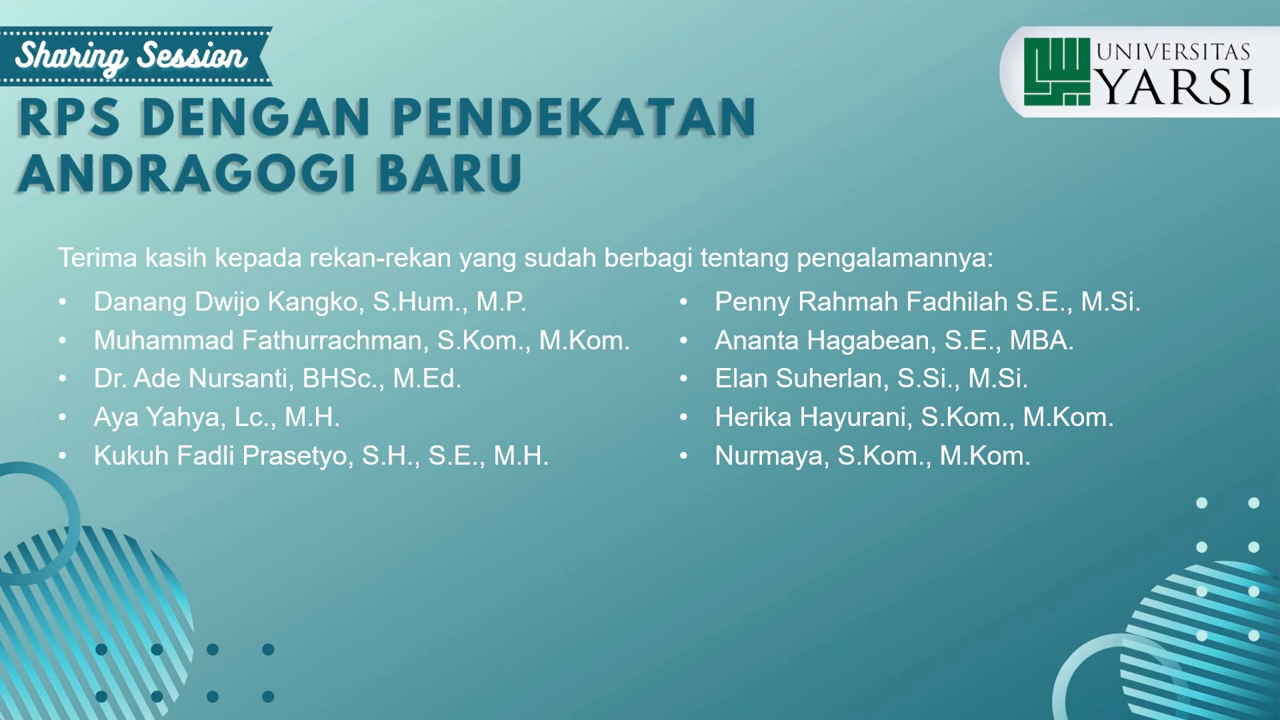 Sharing Session
UNIVERSITAS
YARSI
RPS DENGAN PENDEKATAN
ANDRAGOGI BARU
Terima kasih kepada rekan-rekan yang sudah berbagi tentang pengalamannya:
• Danang Dwijo Kangko, S.Hum., M.P.
• Muhammad Fathurrachman, S.Kom., M.Kom.
• Dr. Ade Nursanti, BHSc., M.Ed.
• Aya Yahya, Lc., M.H.
• Kukuh Fadli Prasetyo, S.H., S.E., M.H.
• Penny Rahmah Fadhilah S.E., M.Si.
• Ananta Hagabean, S.E., MBA.
• Elan Suherlan, S.Si., M.Si.
• Herika Hayurani, S.Kom., M.Kom.
• Nurmaya, S.Kom., M.Kom.